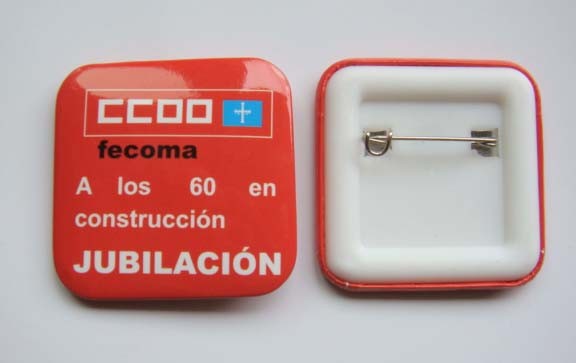 CCOO
fecoma
A los 60 en
construcción
JUBILACIÓN